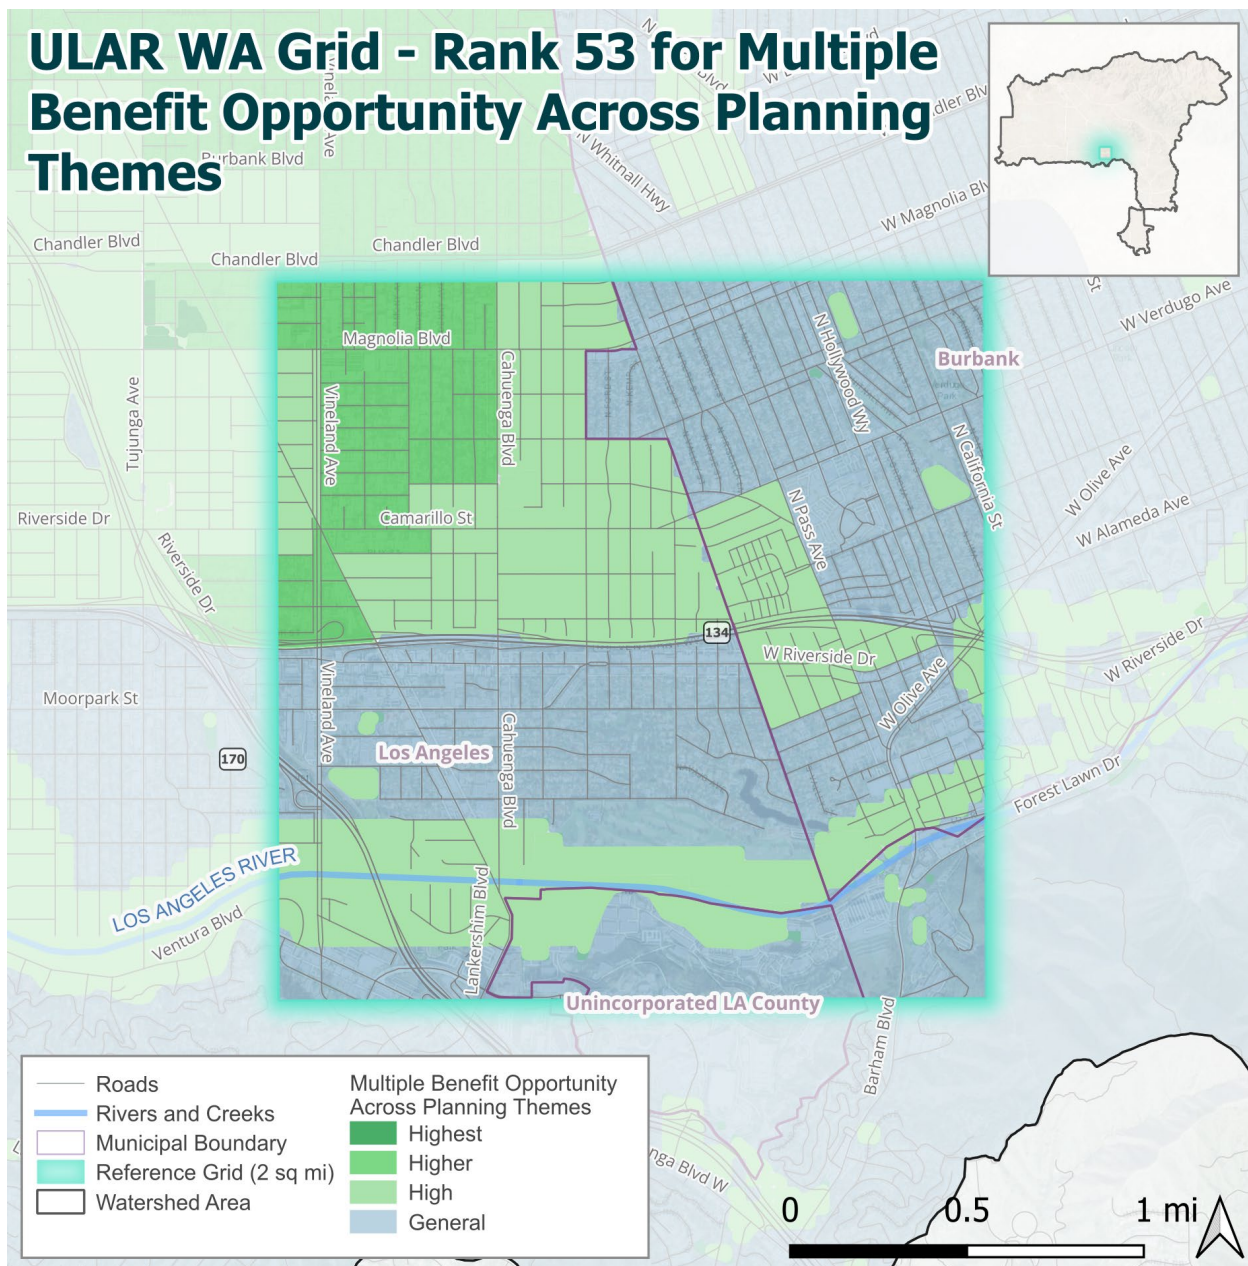 ULAR WA Grid - Rank 53 for Multiple
Benefit Opportunity Across Planning
Themes
Burbank Blvd
N Whitnall Hwy
W Magnolia Blv
Chandler Blvd
Chandler Blvd
Chandler Blvd
W Verdugo Ave
Magnolia Blvd
Cahuenga Blvd
N Hollywood Wy
Burbank
Tujunga Ave
Vineland Ave
N California St
W Olive Ave
W Alameda Ave
Riverside Dr
Camarillo St
N Pass Ave
Riverside Dr
134
W Riverside Dr
W Riverside Dr
Moorpark St
Vineland Ave
W Olive Ave
170
Los Angeles
Cahuenga Blvd
Forest Lawn Dr
LOS ANGELES RIVER
Ventura Blvd
Lankershim Blvd
Unincorporated LA County
Barham Blvd
nga Blvd W
Roads
Rivers and Creeks
Municipal Boundary
Reference Grid (2 sq mi)
Watershed Area
Multiple Benefit Opportunity
Across Planning Themes
Highest
Higher
High
General
0 0.5 1 mi